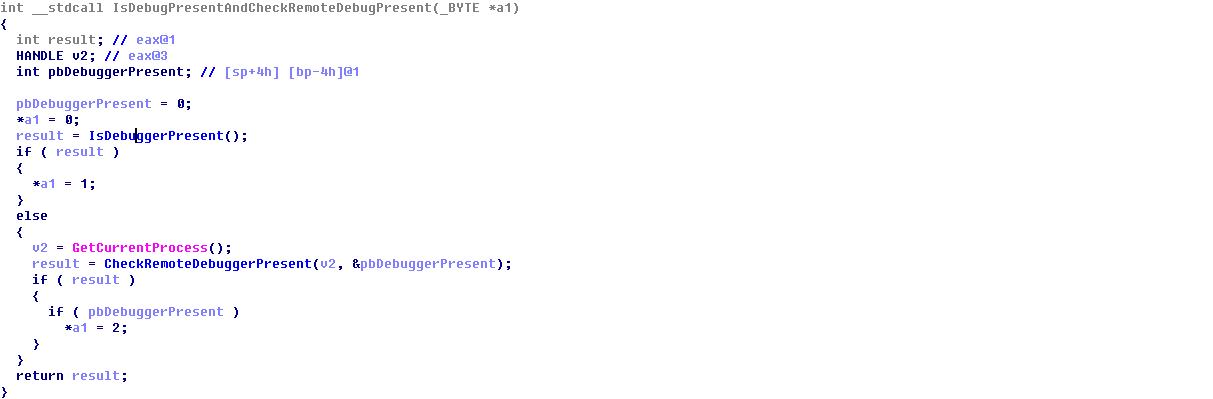 int __stdcall IsDebugPresentAndCheckRemoteDebugPresent(_BYTE *a1)
{
  int result; // eax@1
  HANDLE v2; // eax@3
  int pbDebuggerPresent; // [sp+4h] [bp-4h]@1

  pbDebuggerPresent = 0;
  *a1 = 0;
  result = IsDebuggerPresent();
  if ( result )
  {
    *a1 = 1;
  }
  else
  {
    v2 = GetCurrentProcess();
    result = CheckRemoteDebuggerPresent(v2, &pbDebuggerPresent);
    if ( result )
    {
      if ( pbDebuggerPresent )
        *a1 = 2;
    }
  }
  return result;
}